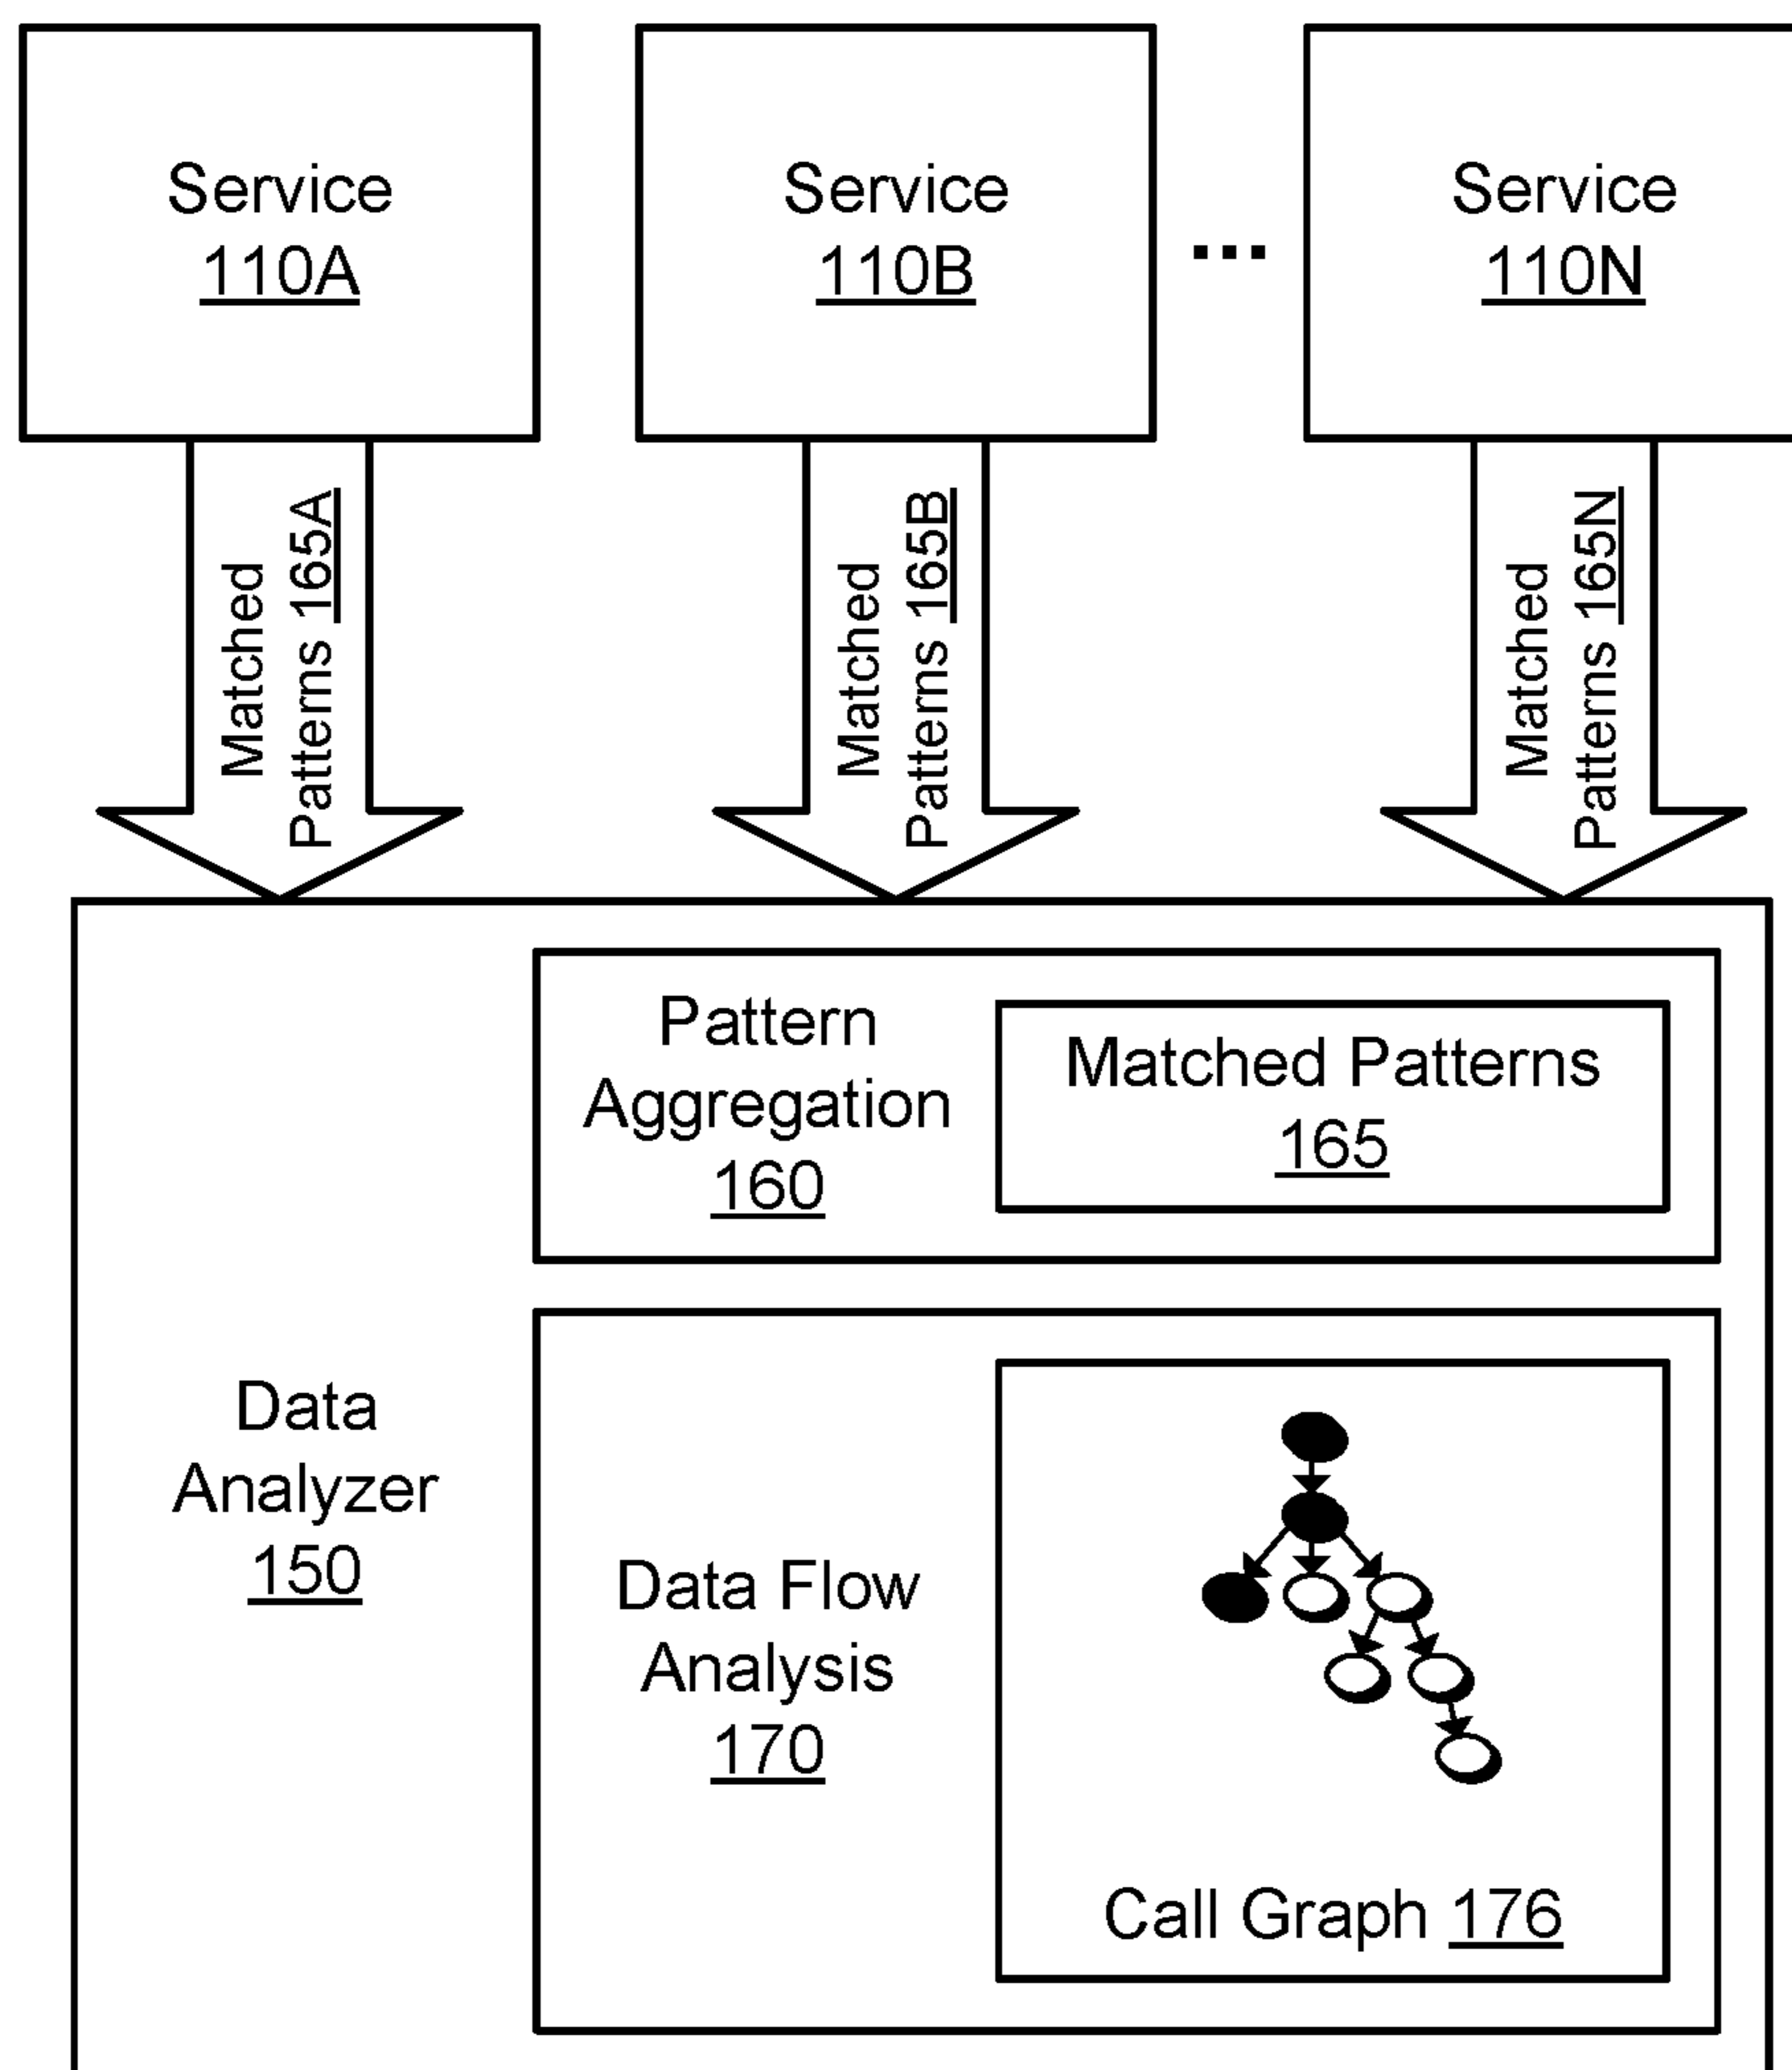 Service
110A
Service
110B
...
Service
110N
Matched
Patterns 165A
Matched
Patterns 165B
Matched
Patterns 165N
Pattern
Aggregation
160
Matched Patterns
165
Data
Analyzer
150
Data Flow
Analysis
170
Call Graph 176